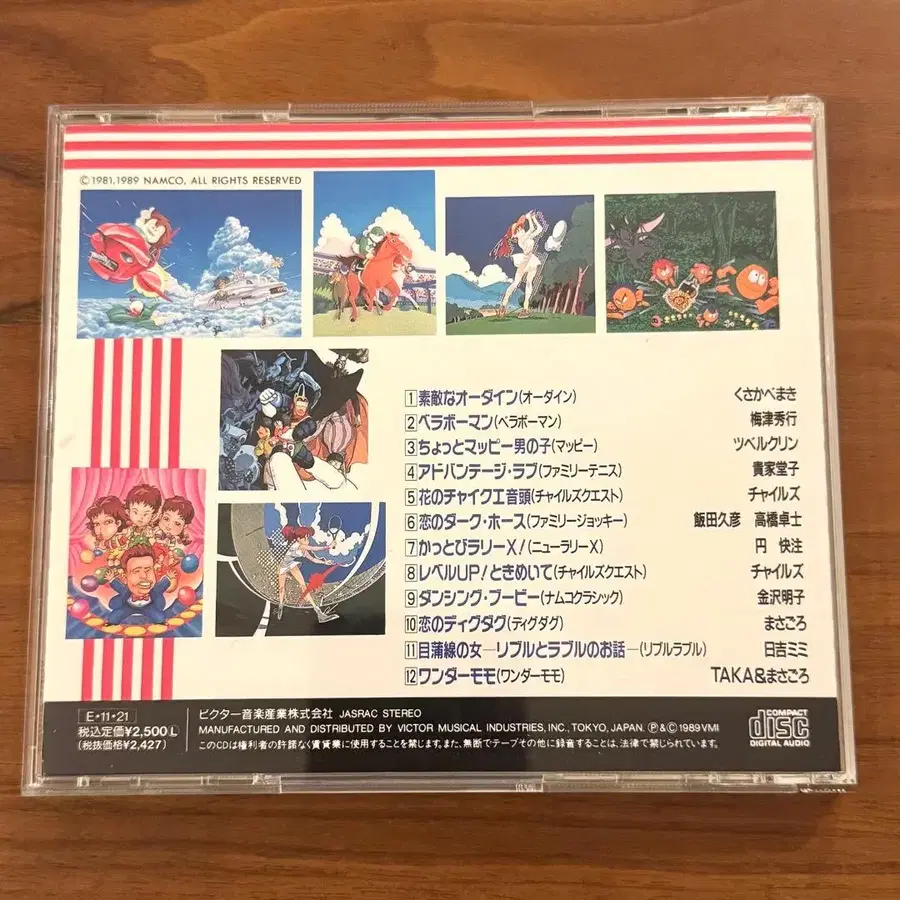 ©1981,1989 NAMCO, ALL RIGHTS RESERVED
1 素敵なオーダイン(オーダイン) くさかべまき
2 ベラボーマン(ベラボーマン) 梅津秀行
3 ちょっとマッピー男の子(マッピー) ツベルクリン
4 アドバンテージ・ラブ(ファミリーテニス) 貴家堂子
5 花のチャイクエ音頭(チャイルズクエスト) チャイルズ
6 恋のダーク・ホース(ファミリージョッキー) 飯田久彦 高橋卓士
7 かっとびラリーX!(ニューラリーX) 円 快注
8 レベルUP!ときめいて(チャイルズクエスト) チャイルズ
9 ダンシング・ブービー(ナムコクラシック) 金沢明子
10 恋のディグダグ(ディグダグ) まさごろ
11 目蒲線の女—リブルとラブルのお話—(リブルラブル) 日吉ミミ
12 ワンダーモモ(ワンダーモモ) TAKA&まさごろ
E・11・21
税込定価¥2,500 L
(税抜価格¥2,427)
ビクター音楽産業株式会社 JASRAC STEREO
MANUFACTURED AND DISTRIBUTED BY VICTOR MUSICAL INDUSTRIES, INC., TOKYO, JAPAN. Ⓟ&© 1989 VMI
このCDは権利者の許諾なく賃貸業に使用することを禁じます。また、無断でテープその他に録音することは、法律で禁じられています。
COMPACT
disc
DIGITAL AUDIO